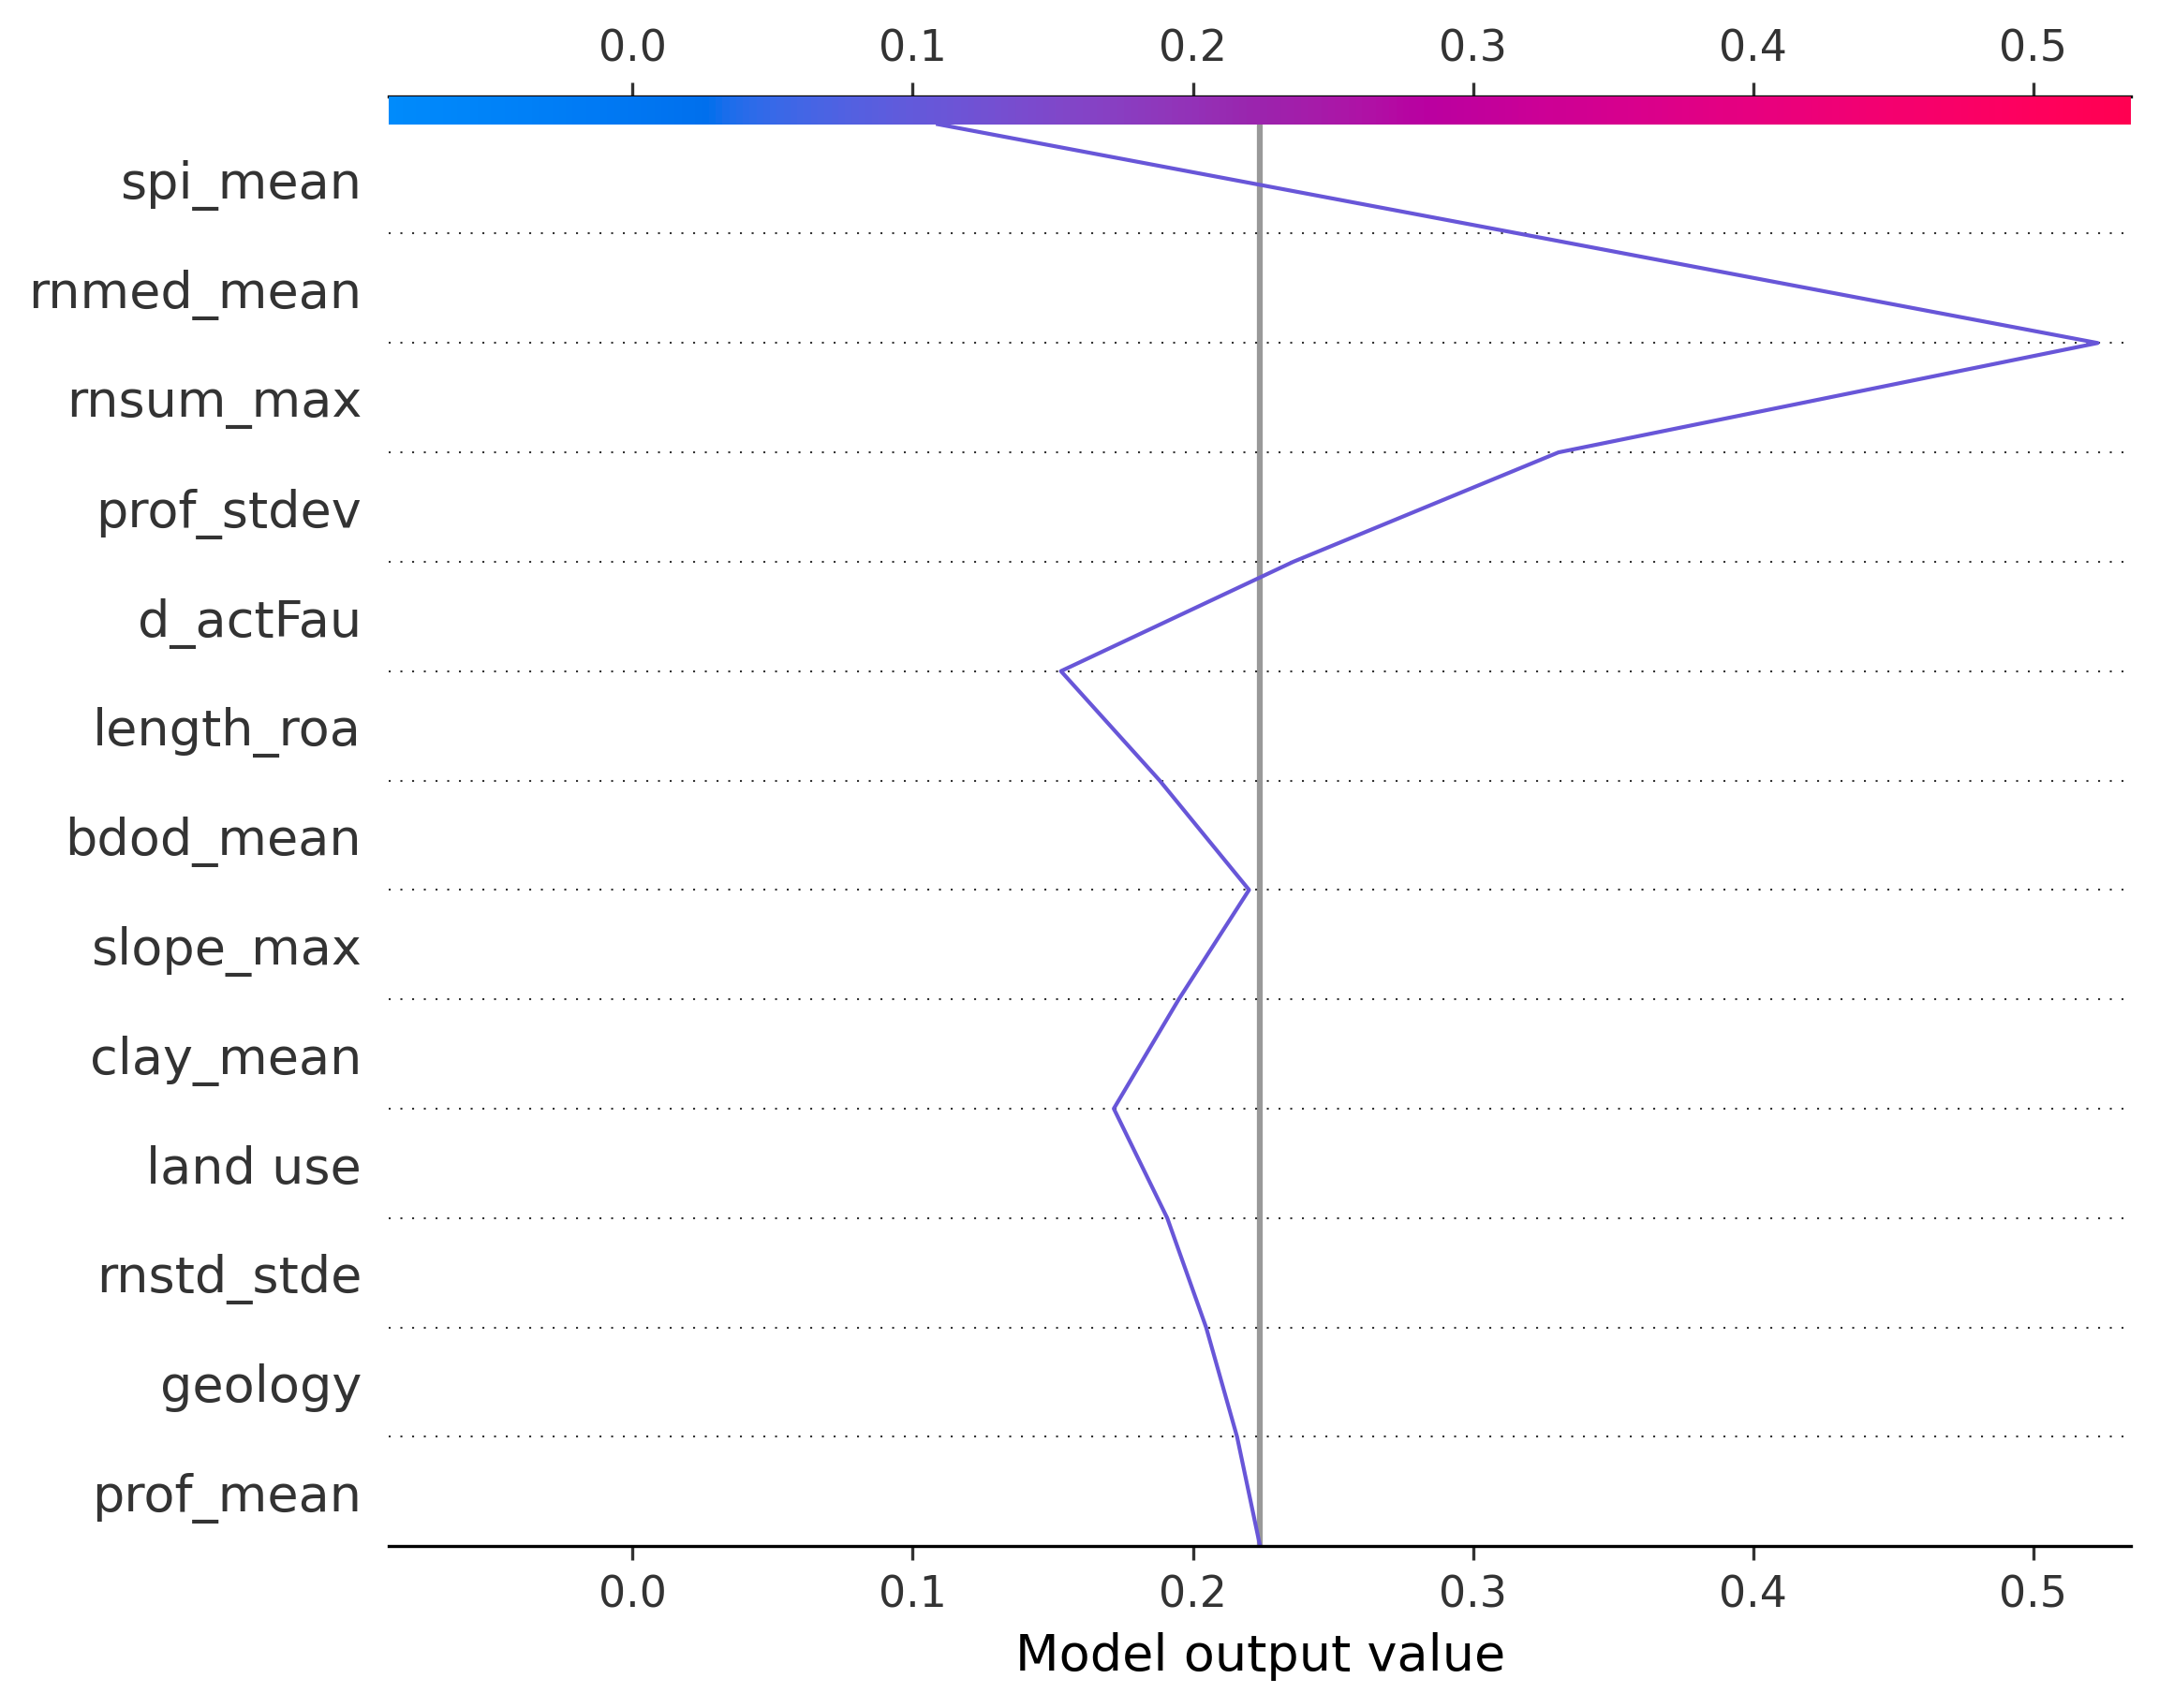 0.0 0.1 0.2 0.3 0.4 0.5
spi_mean
rnmed_mean
rnsum_max
prof_stdev
d_actFau
length_roa
bdod_mean
slope_max
clay_mean
land use
rnstd_stde
geology
prof_mean
0.0 0.1 0.2 0.3 0.4 0.5
Model output value